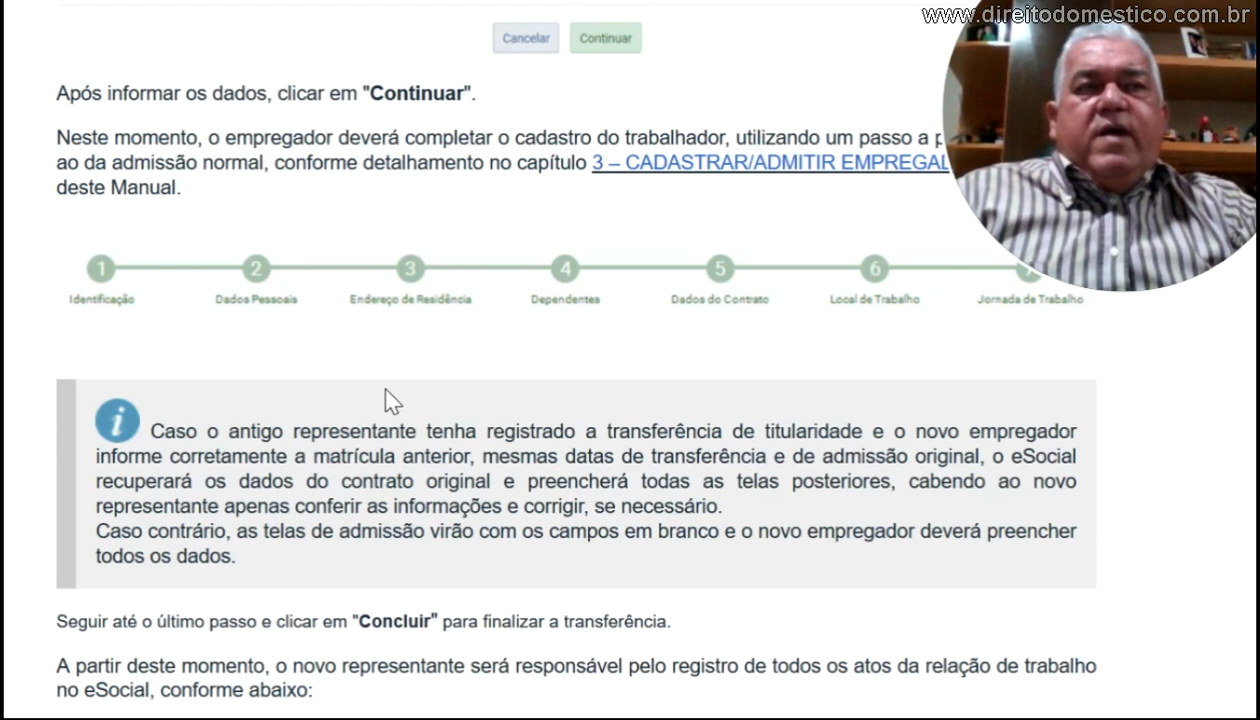 www.direitodomestico.com.br
Cancelar Continuar
Após informar os dados, clicar em "Continuar".
Neste momento, o empregador deverá completar o cadastro do trabalhador, utilizando um passo a
ao da admissão normal, conforme detalhamento no capítulo 3 – CADASTRAR/ADMITIR
deste Manual.
1 2 3 4 5 6 7
Identificação Dados Pessoais Endereço de Residência Dependentes Dados do Contrato Local de Trabalho Jornada de Trabalho
i Caso o antigo representante tenha registrado a transferência de titularidade e o novo empregador
informe corretamente a matrícula anterior, mesmas datas de transferência e de admissão original, o eSocial
recuperará os dados do contrato original e preencherá todas as telas posteriores, cabendo ao novo
representante apenas conferir as informações e corrigir, se necessário.
Caso contrário, as telas de admissão virão com os campos em branco e o novo empregador deverá preencher
todos os dados.
Seguir até o último passo e clicar em "Concluir" para finalizar a transferência.
A partir deste momento, o novo representante será responsável pelo registro de todos os atos da relação de trabalho
no eSocial, conforme abaixo: